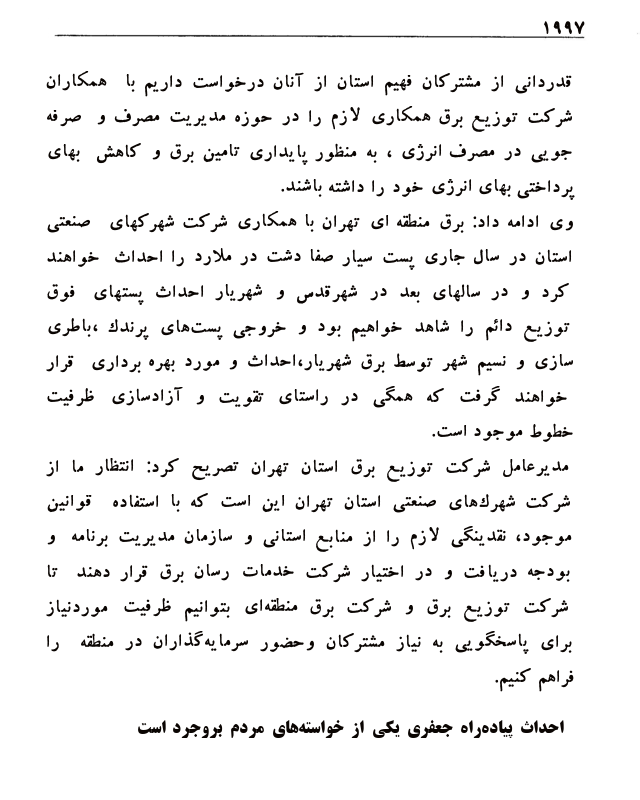 ۱۹۹۷
قدردانی از مشترکان فهیم استان از آنان درخواست داریم با همکاران
شرکت توزیع برق همکاری لازم را در حوزه مدیریت مصرف و صرفه
جویی در مصرف انرژی ، به منظور پایداری تامین برق و کاهش بهای
پرداختی بهای انرژی خود را داشته باشند.
وی ادامه داد: برق منطقه ای تهران با همکاری شرکت شهرکهای صنعتی
استان در سال جاری پست سیار صفا دشت در ملارد را احداث خواهند
کرد و در سالهای بعد در شهرقدس و شهریار احداث پستهای فوق
توزیع دائم را شاهد خواهیم بود و خروجی پست‌های پرندك ،باطری
سازی و نسیم شهر توسط برق شهریار،احداث و مورد بهره برداری قرار
خواهند گرفت که همگی در راستای تقویت و آزادسازی ظرفیت
خطوط موجود است.
مدیرعامل شرکت توزیع برق استان تهران تصریح کرد: انتظار ما از
شرکت شهرك‌های صنعتی استان تهران این است که با استفاده قوانین
موجود، نقدینگی لازم را از منابع استانی و سازمان مدیریت برنامه و
بودجه دریافت و در اختیار شرکت خدمات رسان برق قرار دهند تا
شرکت توزیع برق و شرکت برق منطقه‌ای بتوانیم ظرفیت موردنیاز
برای پاسخگویی به نیاز مشترکان وحضور سرمایه‌گذاران در منطقه را
فراهم کنیم.
احداث پیاده‌راه جعفری یکی از خواسته‌های مردم بروجرد است